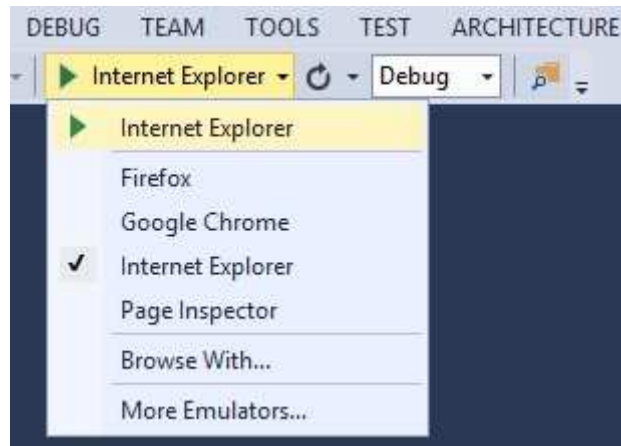 DEBUG TEAM TOOLS TEST ARCHITECTURE
Internet Explorer Debug
Internet Explorer
Firefox
Google Chrome
Internet Explorer
Page Inspector
Browse With...
More Emulators...